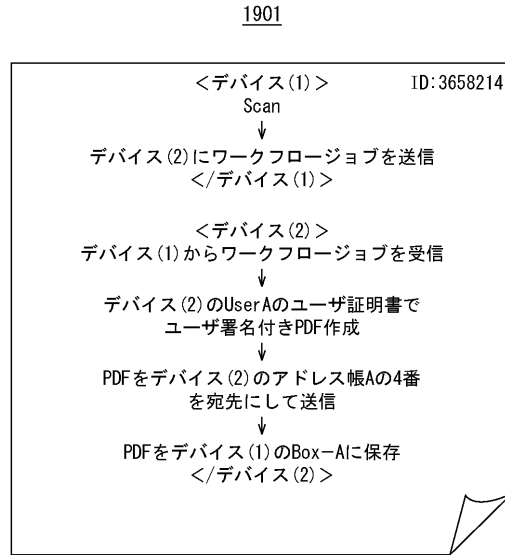 1901
<デバイス(1)> ID:3658214
Scan
↓
デバイス(2)にワークフロージョブを送信
</デバイス(1)>
<デバイス(2)>
デバイス(1)からワークフロージョブを受信
↓
デバイス(2)のUserAのユーザ証明書で
ユーザ署名付きPDF作成
↓
PDFをデバイス(2)のアドレス帳Aの4番
を宛先にして送信
↓
PDFをデバイス(1)のBox-Aに保存
</デバイス(2)>